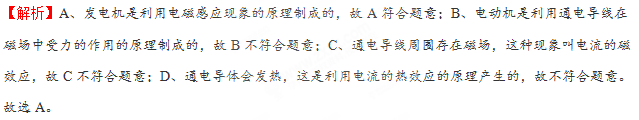 【解析】A、发电机是利用电磁感应现象的原理制成的，故 A 符合题意；B、电动机是利用通电导线在
磁场中受力的作用的原理制成的，故 B 不符合题意；C、通电导线周围存在磁场，这种现象叫电流的磁
效应，故 C 不符合题意；D、通电导体会发热，这是利用电流的热效应的原理产生的，故不符合题意。
故选 A。